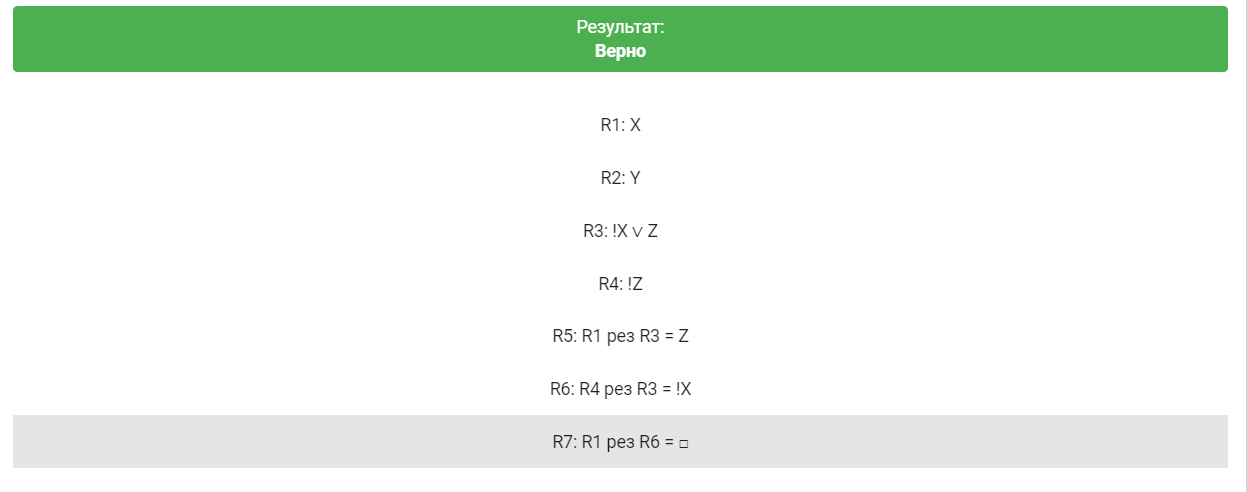 Результат:
Верно
R1: X
R2: Y
R3: !X ∨ Z
R4: !Z
R5: R1 рез R3 = Z
R6: R4 рез R3 = !X
R7: R1 рез R6 = □